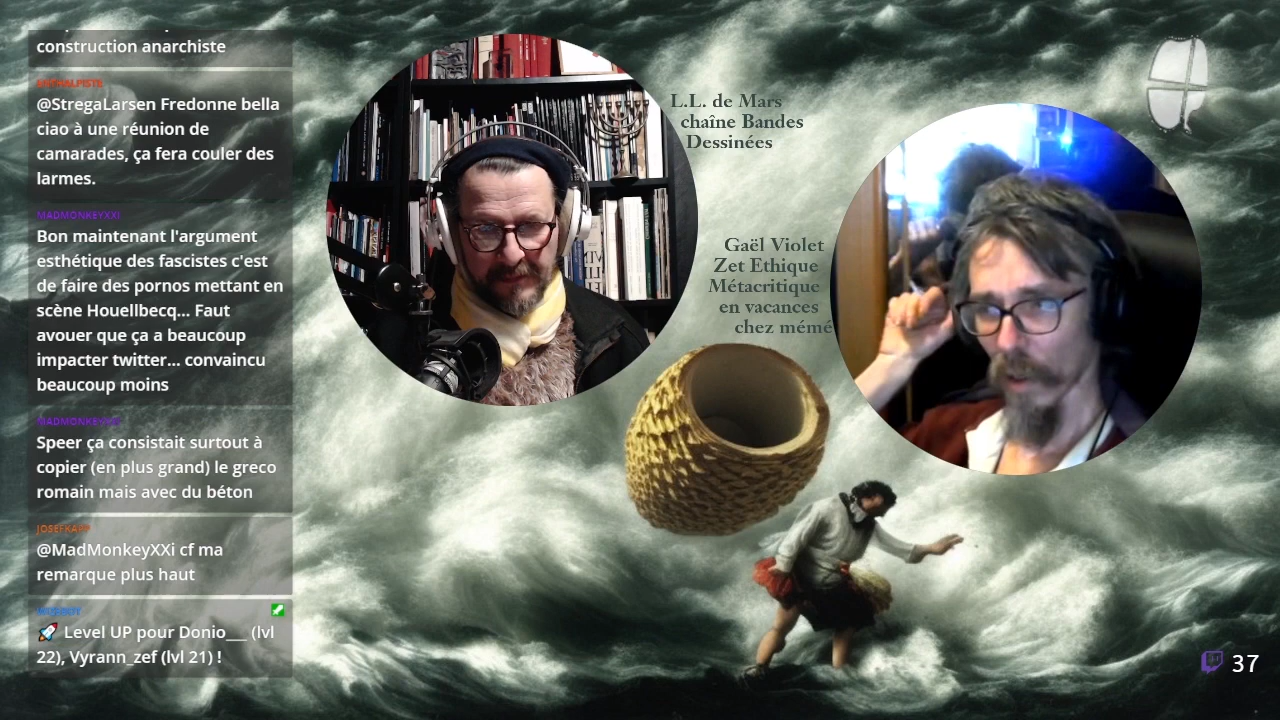 construction anarchiste
@StregaLarsen Fredonne bella
ciao à une réunion de
camarades, ça fera couler des
larmes.
MADMONKEYXXI
Bon maintenant l'argument
esthétique des fascistes c'est
de faire des pornos mettant en
scène Houellbecq... Faut
avouer que ça a beaucoup
impacter twitter... convaincu
beaucoup moins
MADMONKEYXXI
Speer ça consistait surtout à
copier (en plus grand) le greco
romain mais avec du béton
@MadMonkeyXXi cf ma
remarque plus haut
🚀 Level UP pour Donio___ (lvl
22), Vyrann_zef (lvl 21) !
L.L. de Mars
chaîne Bandes
Dessinées
Gaël Violet
Zet Ethique
Métacritique
en vacances
chez mémé
37